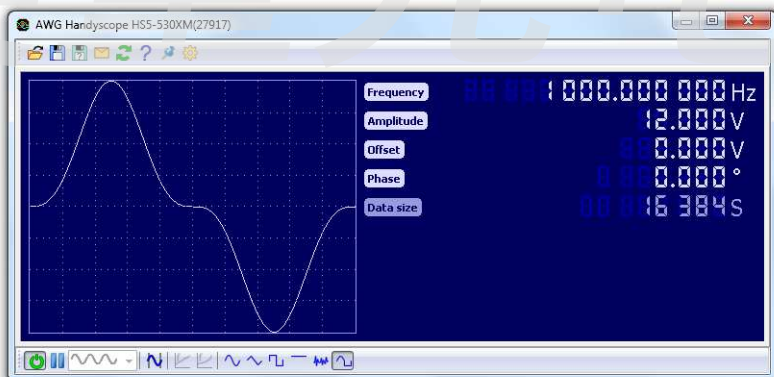 AWG Handyscope HS5-530XM(27917)
Frequency 1 000.000 000 Hz
Amplitude 12.000 V
Offset 0.000 V
Phase 0.000 °
Data size 16 384 S